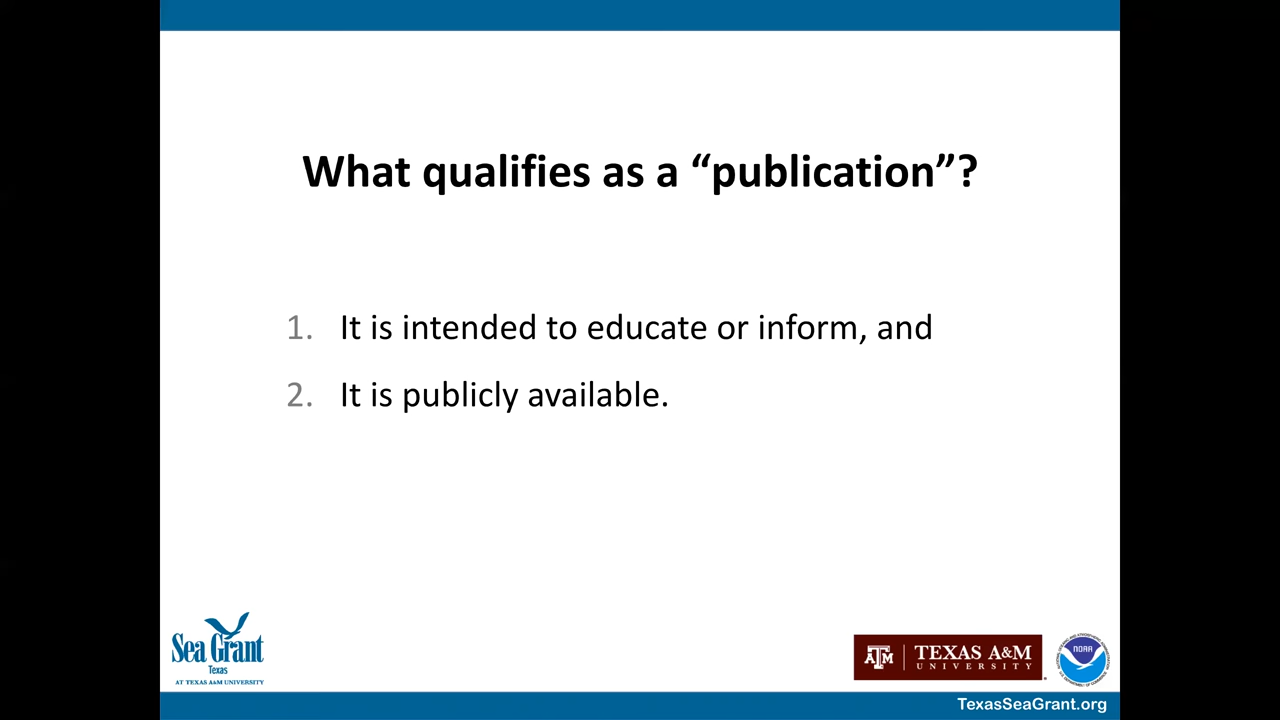 What qualifies as a “publication”?
1. It is intended to educate or inform, and
2. It is publicly available.
Sea Grant
Texas
AT TEXAS A&M UNIVERSITY
ATM
TEXAS A&M
UNIVERSITY
NOAA
TexasSeaGrant.org